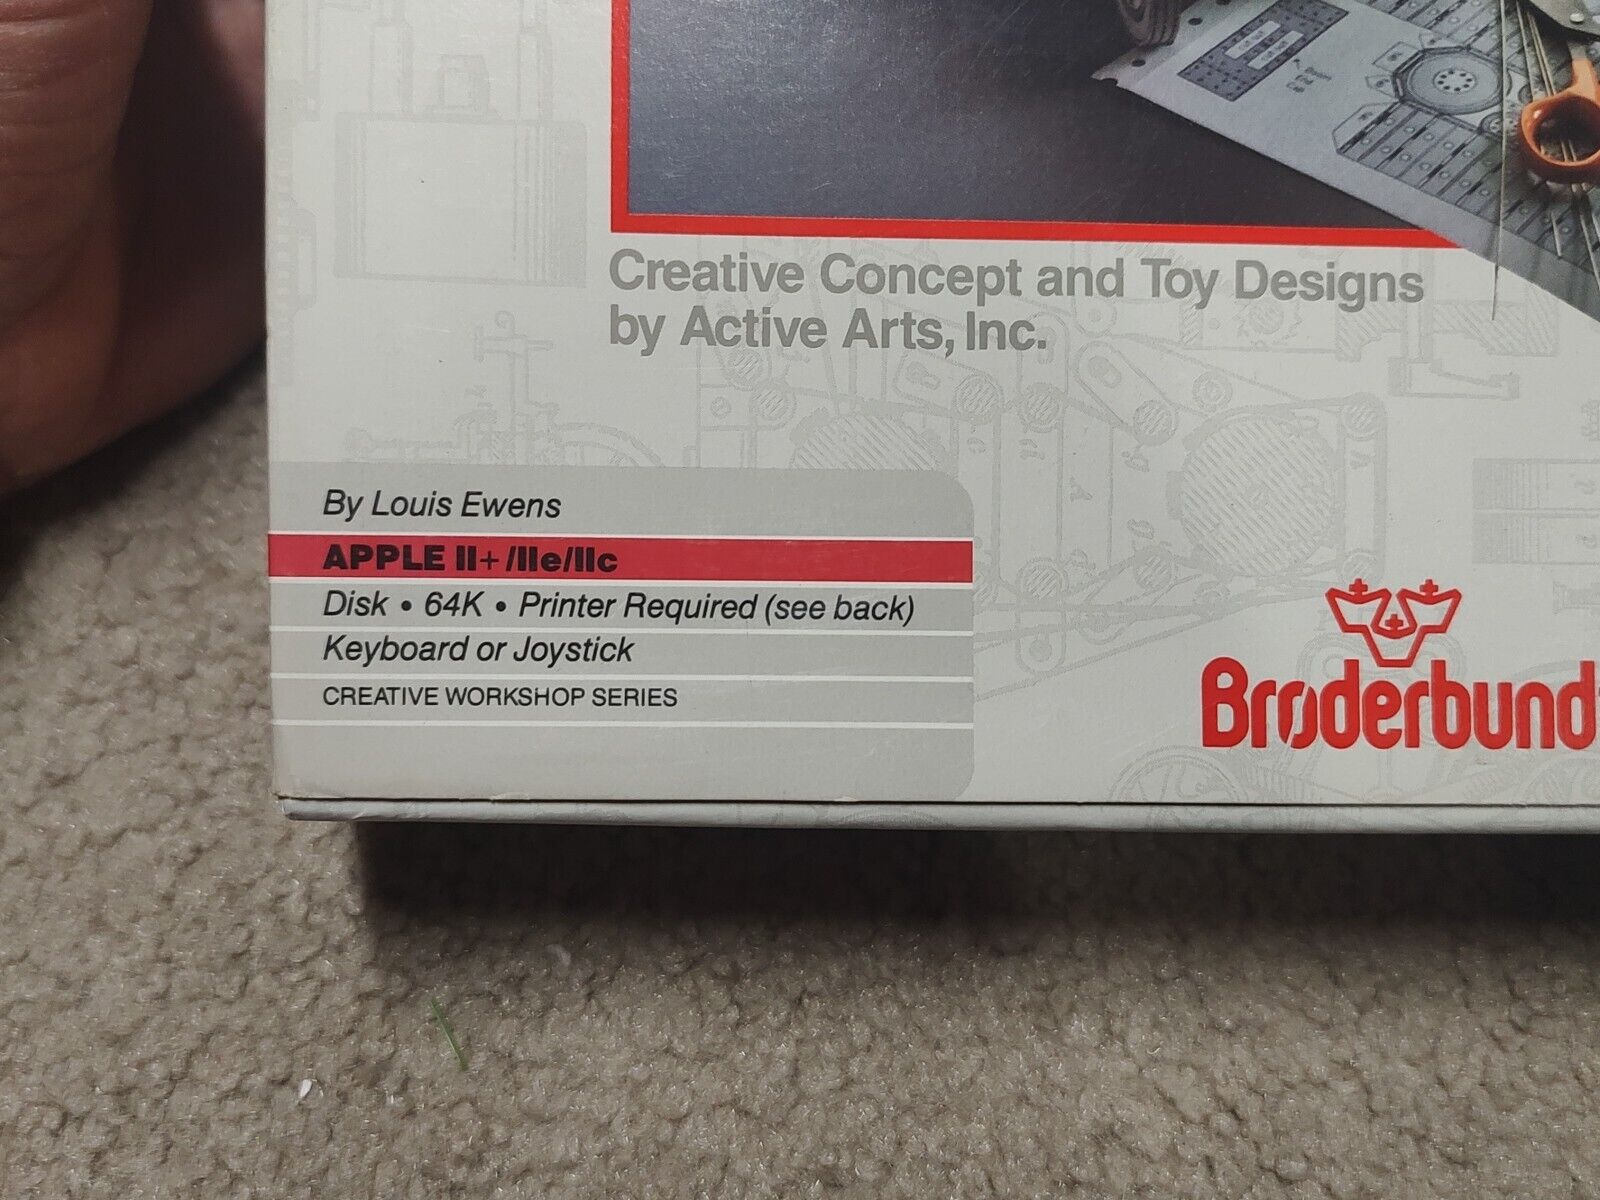 Creative Concept and Toy Designs
by Active Arts, Inc.
By Louis Ewens
APPLE II+/IIe/IIc
Disk • 64K • Printer Required (see back)
Keyboard or Joystick
CREATIVE WORKSHOP SERIES
Brøderbund